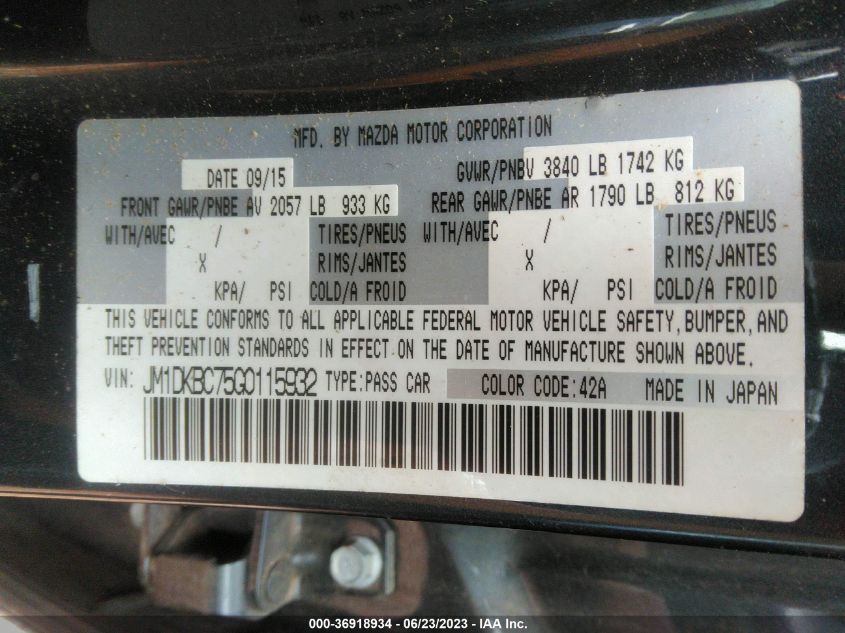 MFD. BY MAZDA MOTOR CORPORATION
DATE 09/15 GVWR/PNBV 3840 LB 1742 KG
FRONT GAWR/PNBE AV 2057 LB 933 KG REAR GAWR/PNBE AR 1790 LB 812 KG
WITH/AVEC / TIRES/PNEUS WITH/AVEC / TIRES/PNEUS
X RIMS/JANTES X RIMS/JANTES
KPA/ PSI COLD/A FROID KPA/ PSI COLD/A FROID
THIS VEHICLE CONFORMS TO ALL APPLICABLE FEDERAL MOTOR VEHICLE SAFETY, BUMPER, AND
THEFT PREVENTION STANDARDS IN EFFECT ON THE DATE OF MANUFACTURE SHOWN ABOVE.
VIN: JM1DKBC75G0115932 TYPE: PASS CAR COLOR CODE: 42A MADE IN JAPAN
000-36918934 / 06/23/2023 - IAA Inc.